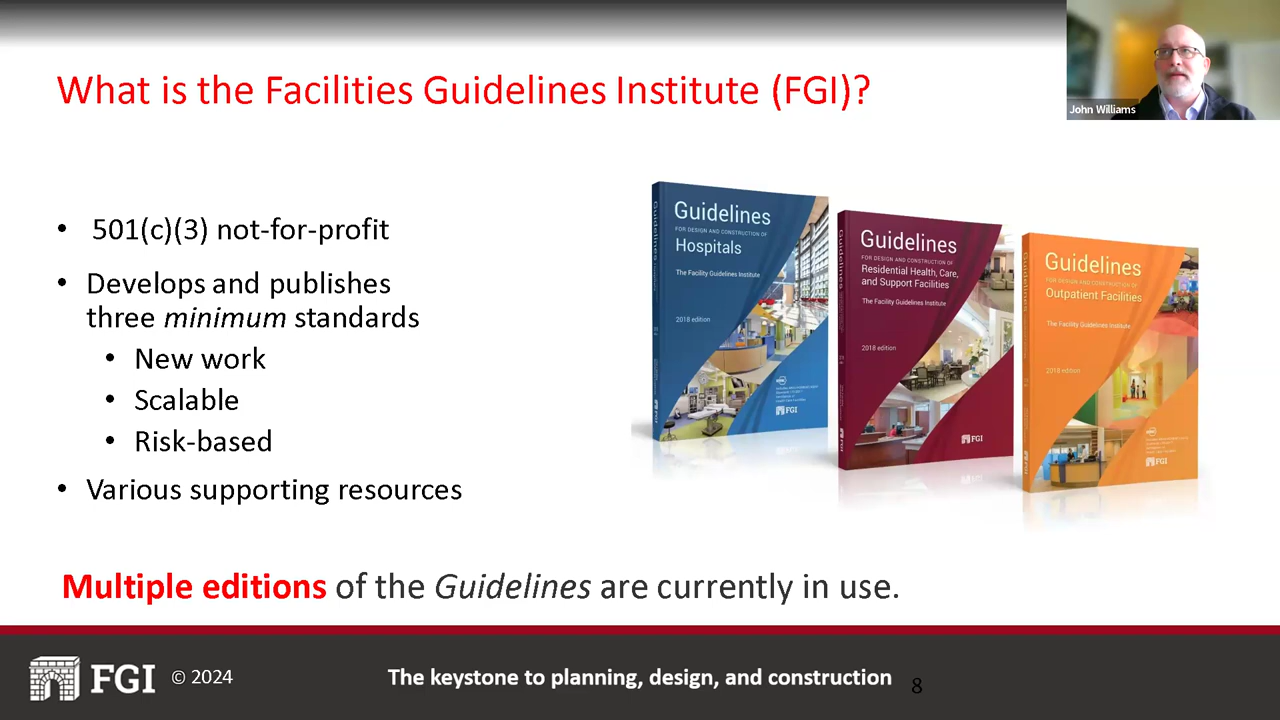 What is the Facilities Guidelines Institute (FGI)?
John Williams
• 501(c)(3) not-for-profit
• Develops and publishes
three minimum standards
• New work
• Scalable
• Risk-based
• Various supporting resources
Guidelines
FOR DESIGN AND CONSTRUCTION OF
Hospitals
The Facility Guidelines Institute
2018 edition
FGI
Guidelines
FOR DESIGN AND CONSTRUCTION OF
Residential Health, Care,
and Support Facilities
The Facility Guidelines Institute
2018 edition
FGI
Guidelines
FOR DESIGN AND CONSTRUCTION OF
Outpatient Facilities
The Facility Guidelines Institute
2018 edition
FGI
Multiple editions of the Guidelines are currently in use.
FGI © 2024
The keystone to planning, design, and construction
8